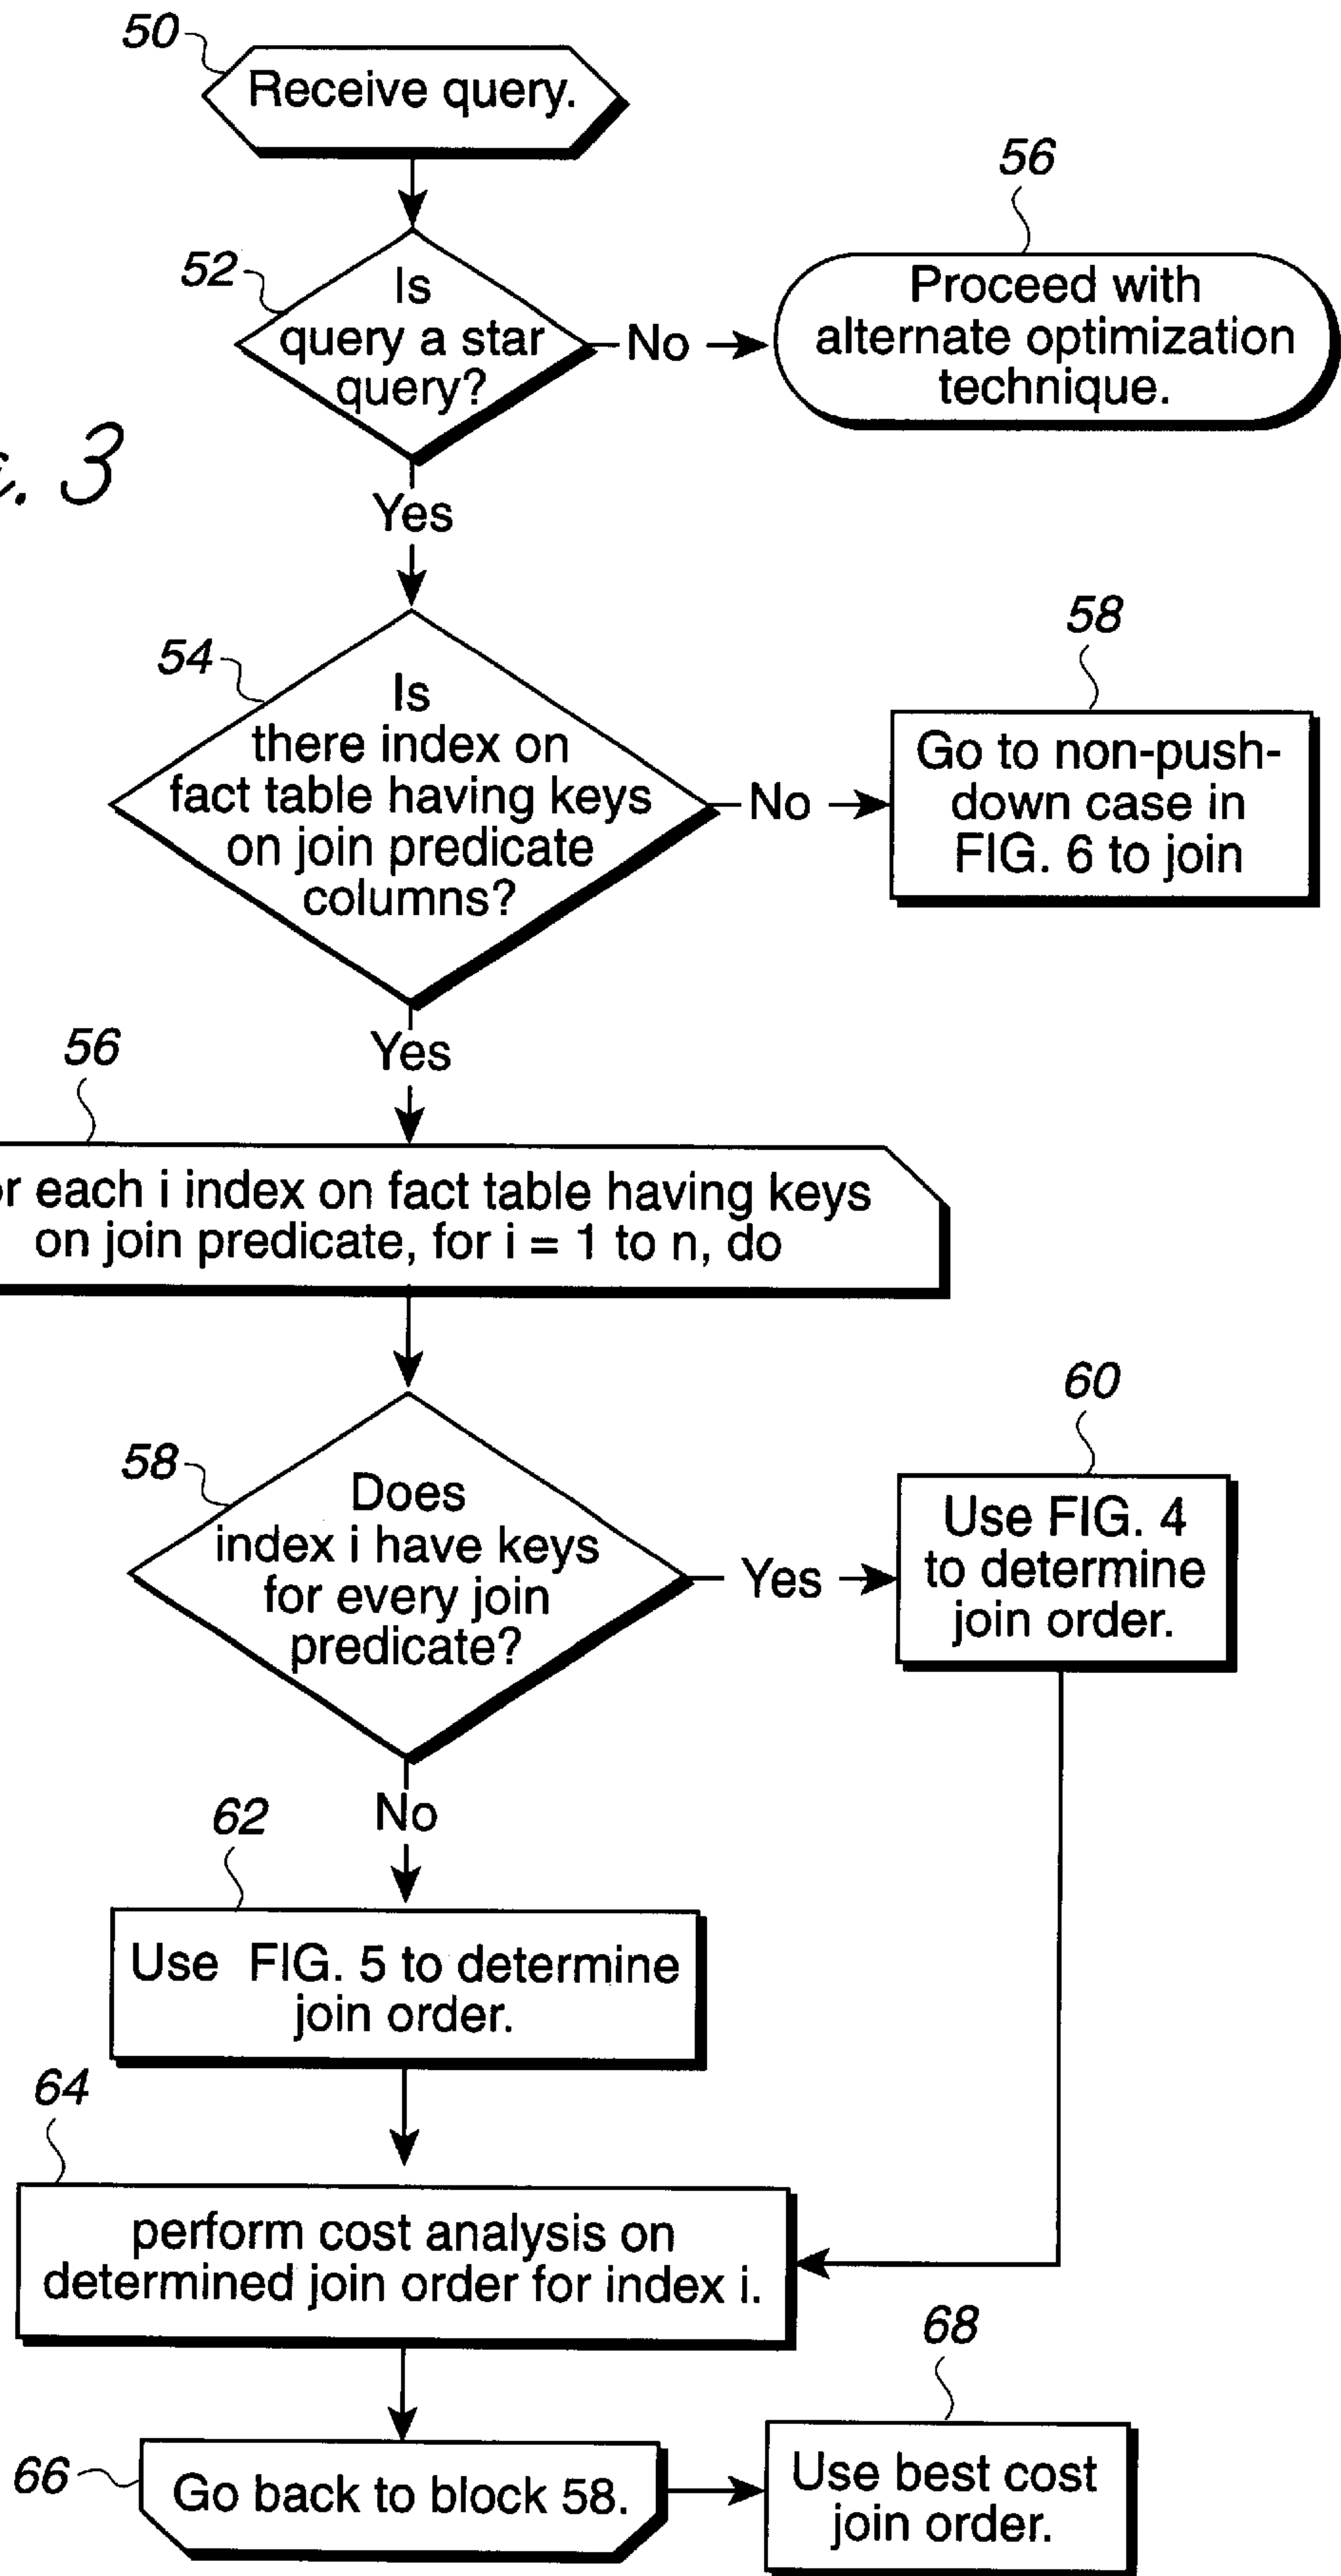 50
Receive query.
56
52
Is
query a star
query?
No
Proceed with
alternate optimization
technique.
3
Yes
58
54
Is
there index on
fact table having keys
on join predicate
columns?
No
Go to non-push-
down case in
FIG. 6 to join
Yes
56
each i index on fact table having keys
on join predicate, for i = 1 to n, do
60
58
Does
index i have keys
for every join
predicate?
Yes
Use FIG. 4
to determine
join order.
No
62
Use FIG. 5 to determine
join order.
64
perform cost analysis on
determined join order for index i.
68
66
Go back to block 58.
Use best cost
join order.